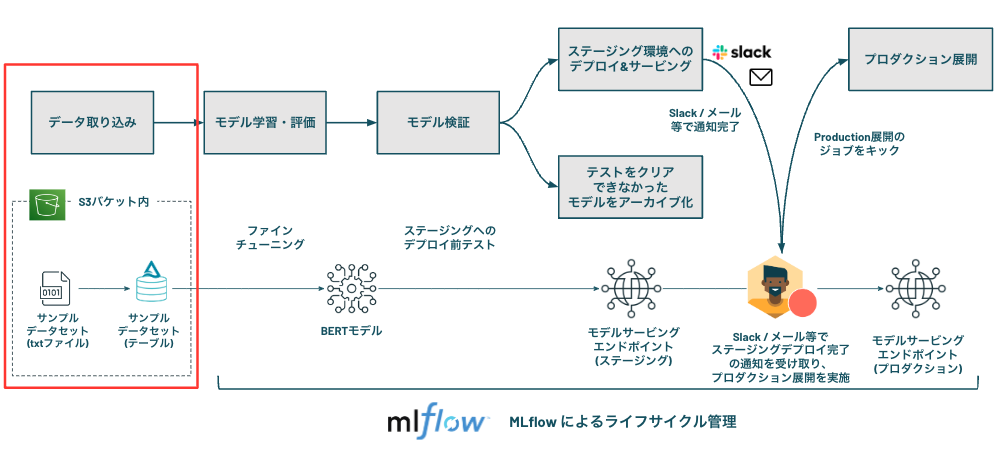 ステージング環境への
デプロイ&サービング
slack
プロダクション展開
データ取り込み
モデル学習・評価
モデル検証
Slack / メール
等で通知完了
Production展開の
ジョブをキック
テストをクリア
できなかった
モデルをアーカイブ化
S3バケット内
ファイン
チューニング
ステージングへの
デプロイ前テスト
0101
サンプル
データセット
(txtファイル)
サンプル
データセット
(テーブル)
BERTモデル
モデルサービング
エンドポイント
(ステージング)
Slack / メール等で
ステージングデプロイ完了
の通知を受け取り、
プロダクション展開を実施
モデルサービング
エンドポイント
(プロダクション)
mlflow
MLflow によるライフサイクル管理